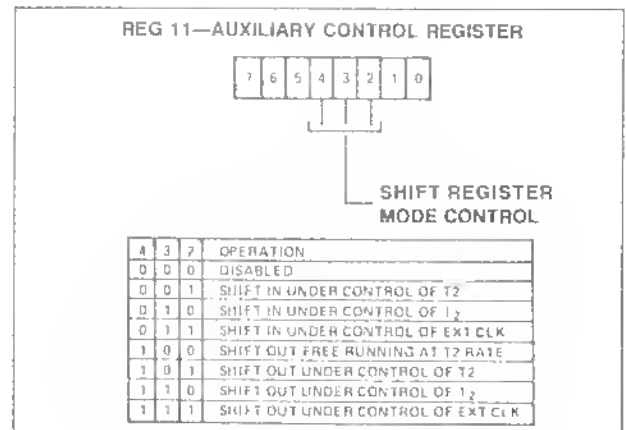 REG 11—AUXILIARY CONTROL REGISTER
7 6 5 4 3 2 1 0
SHIFT REGISTER
MODE CONTROL
4 3 2 OPERATION
0 0 0 DISABLED
0 0 1 SHIFT IN UNDER CONTROL OF T2
0 1 0 SHIFT IN UNDER CONTROL OF
0 1 1 SHIFT IN UNDER CONTROL OF EXT CLK
1 0 0 SHIFT OUT FREE RUNNING AT T2 RATE
1 0 1 SHIFT OUT UNDER CONTROL OF T2
1 1 0 SHIFT OUT UNDER CONTROL OF
1 1 1 SHIFT OUT UNDER CONTROL OF EXT CLK